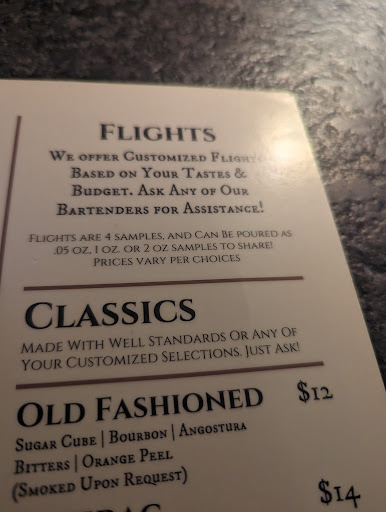 Flights
We offer Customized
Based on Your Tastes &
Budget. Ask Any of Our
Bartenders for Assistance!
Flights are 4 samples, and Can Be poured as
.05 oz, 1 oz. or 2 oz samples to share!
Prices vary per choices
Classics
Made With Well Standards Or Any Of
Your Customized Selections. Just Ask!
Old Fashioned $12
Sugar Cube | Bourbon | Angostura
Bitters | Orange Peel
(Smoked Upon Request)
$14